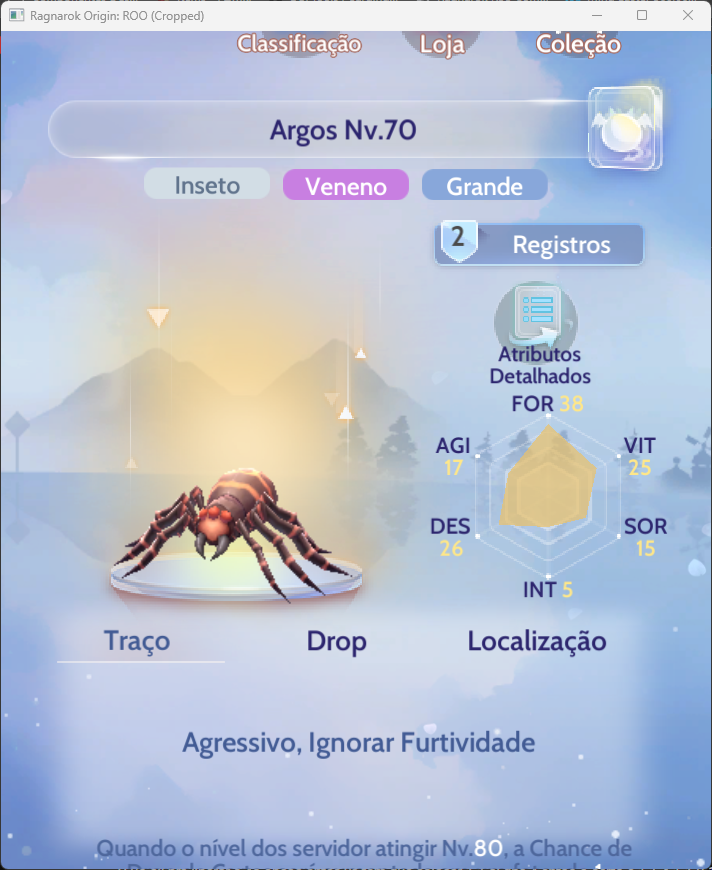 Ragnarok Origin: ROO (Cropped)
Classificação Loja Coleção
Argos Nv.70
Inseto Veneno Grande
2 Registros
Atributos
Detalhados
FOR 38
AGI VIT
17 25
DES SOR
26 15
INT 5
Traço Drop Localização
Agressivo, Ignorar Furtividade
Quando o nível dos servidor atingir Nv.80, a Chance de